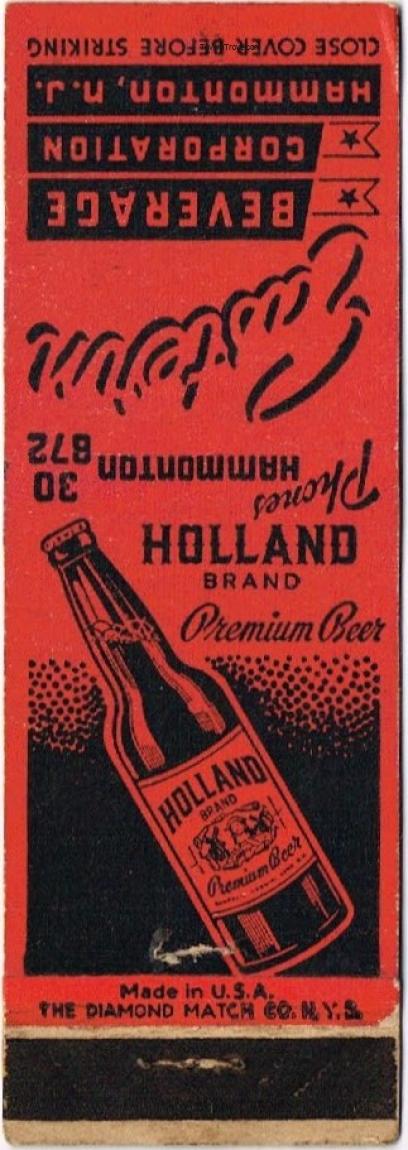 CLOSE COVER BEFORE STRIKING
HAMMONTON, N.J.
CORPORATION
BEVERAGE
Eastern
30
Phones HAMMONTON 872
HOLLAND
BRAND
Premium Beer
HOLLAND
BRAND
Premium Beer
Made in U.S.A.
THE DIAMOND MATCH CO. N.Y.S.